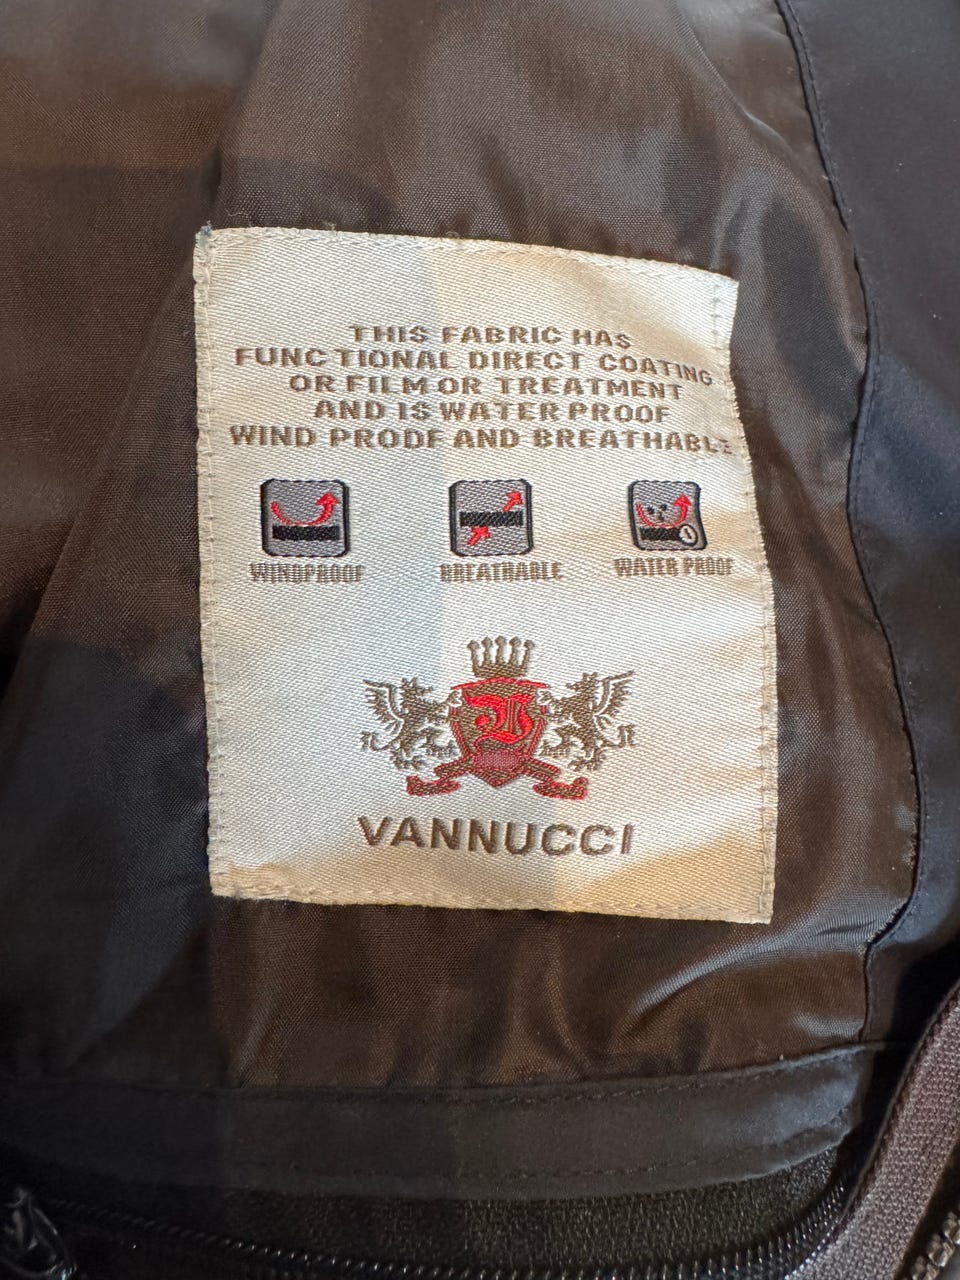 THIS FABRIC HAS
FUNCTIONAL DIRECT COATING
OR FILM OR TREATMENT
AND IS WATER PROOF
WIND PROOF AND BREATHABLE
WINDPROOF BREATHABLE WATER PROOF
VANNUCCI